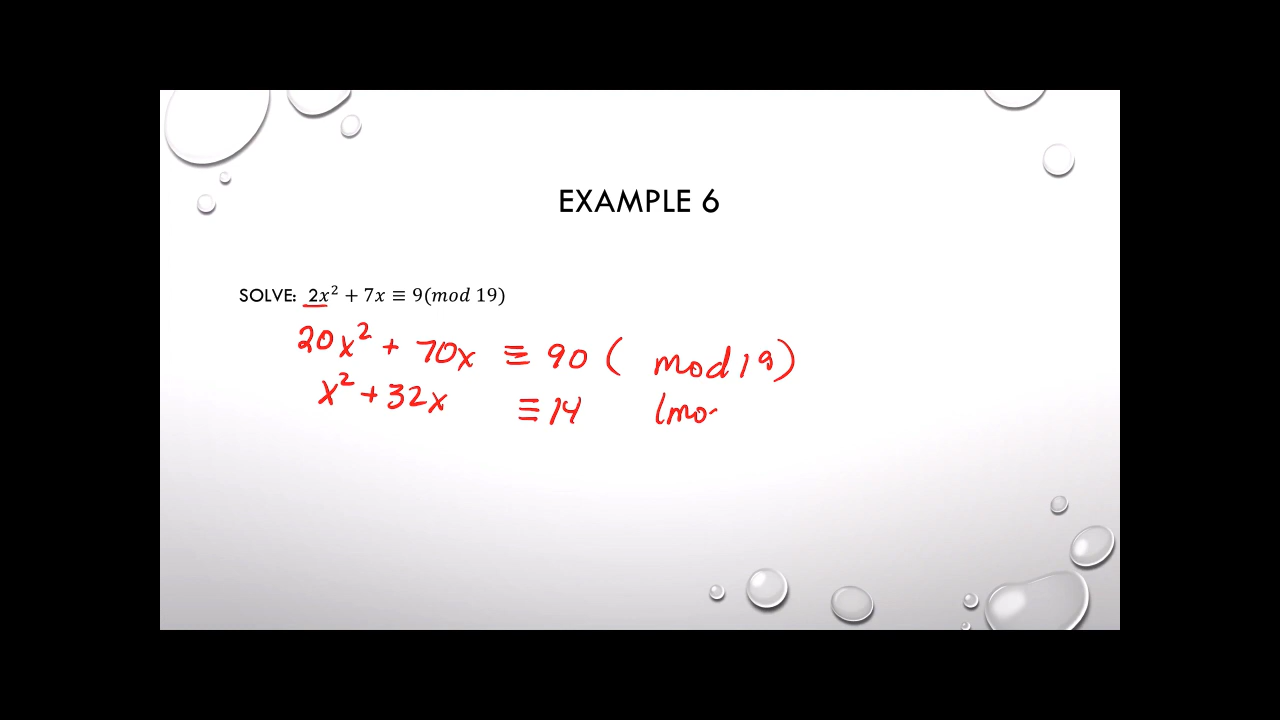 EXAMPLE 6
SOLVE: 2x² + 7x ≡ 9(mod 19)
20x² + 70x ≡ 90 ( mod 19)
x² + 32x ≡ 14 (mo